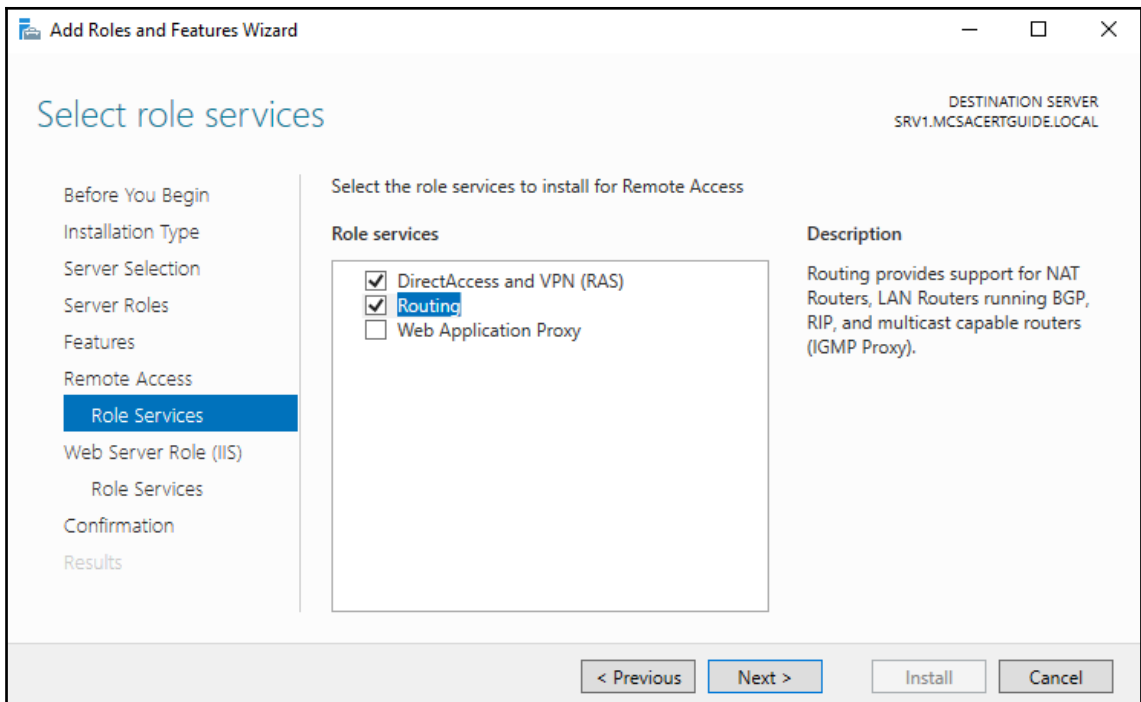 Add Roles and Features Wizard
Select role services
DESTINATION SERVER
SRV1.MCSACERTGUIDE.LOCAL
Before You Begin
Installation Type
Server Selection
Server Roles
Features
Remote Access
Role Services
Web Server Role (IIS)
Role Services
Confirmation
Results
Select the role services to install for Remote Access
Role services
DirectAccess and VPN (RAS)
Routing
Web Application Proxy
Description
Routing provides support for NAT
Routers, LAN Routers running BGP,
RIP, and multicast capable routers
(IGMP Proxy).
< Previous
Next >
Install
Cancel